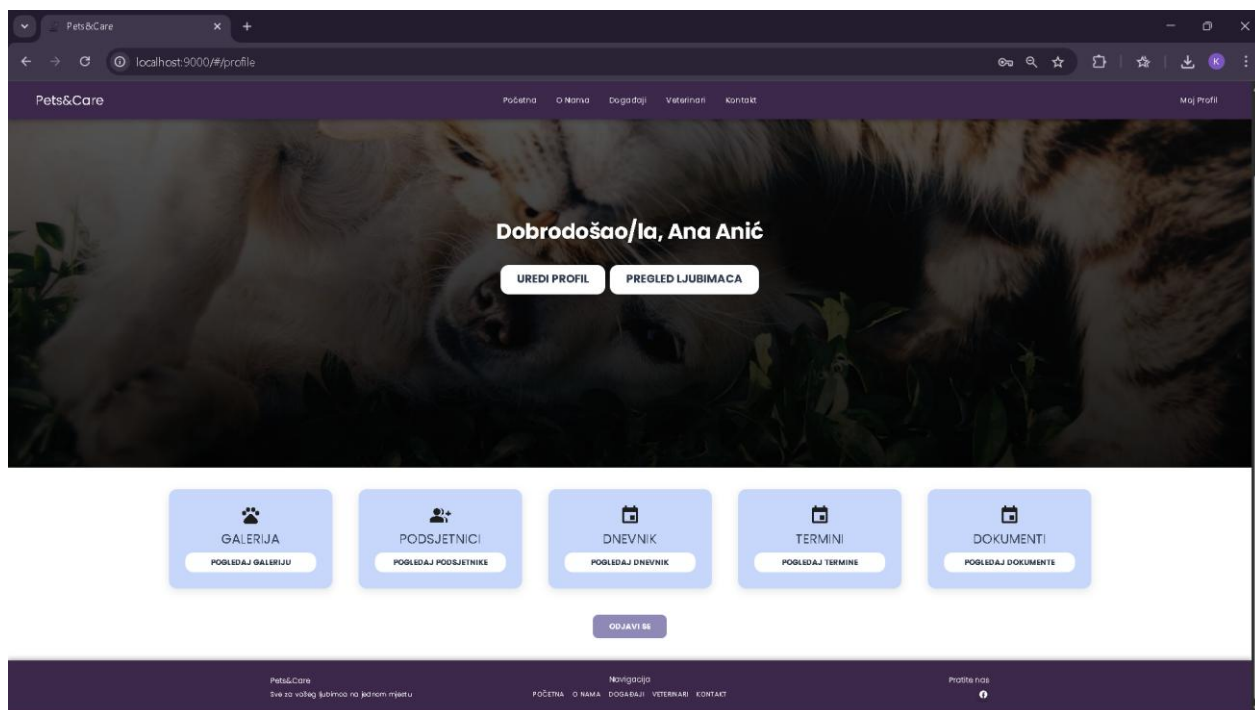 Pets&Care
localhost:9000/#/profile
K
Pets&Care
Početna O Nama Događaji Veterinari Kontakt
Moj Profil
Dobrodošao/la, Ana Anić
UREDI PROFIL PREGLED LJUBIMACA
GALERIJA
POGLEDAJ GALERIJU
PODSJETNICI
POGLEDAJ PODSJETNIKE
DNEVNIK
POGLEDAJ DNEVNIK
TERMINI
POGLEDAJ TERMINE
DOKUMENTI
POGLEDAJ DOKUMENTE
ODJAVI SE
Pets&Care
Sve za vašeg ljubimca na jednom mjestu
Navigacija
POČETNA O NAMA DOGAĐAJI VETERINARI KONTAKT
Pratite nas